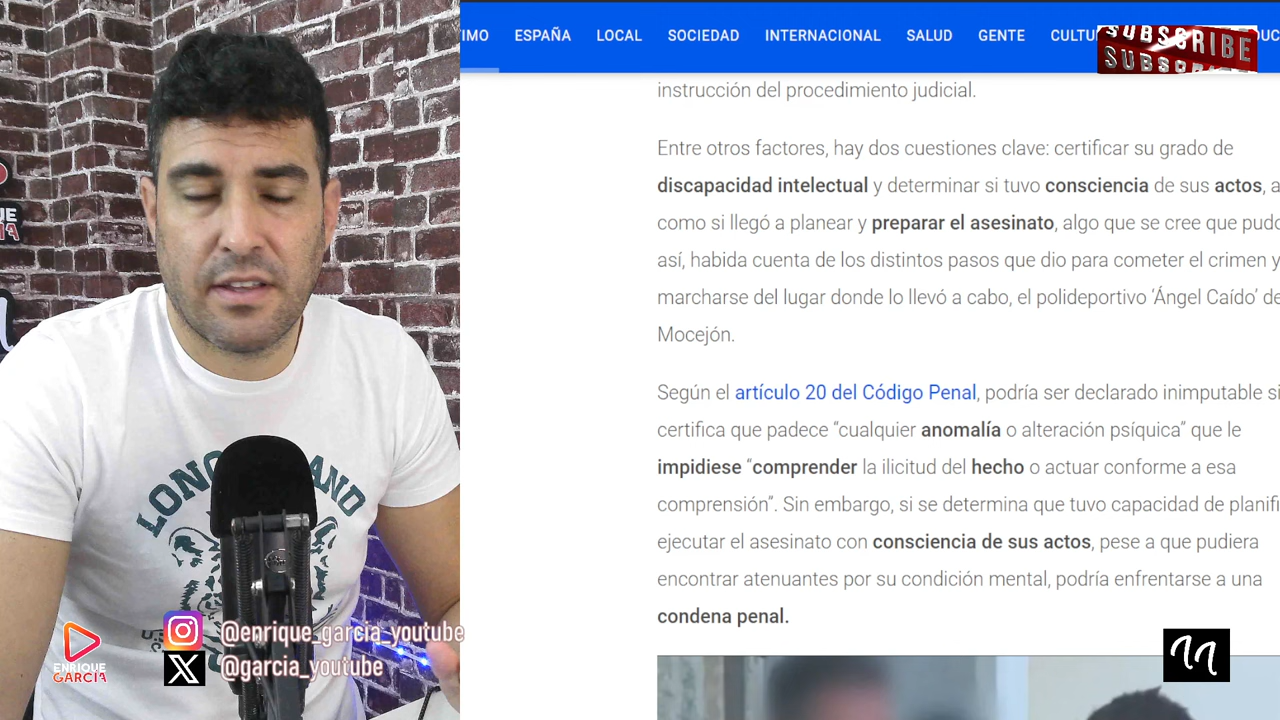 IMO ESPAÑA LOCAL SOCIEDAD INTERNACIONAL SALUD GENTE CULTU
SUBSCRIBE
SUBSCRIBE
instrucción del procedimiento judicial.
Entre otros factores, hay dos cuestiones clave: certificar su grado de
discapacidad intelectual y determinar si tuvo consciencia de sus actos, a
como si llegó a planear y preparar el asesinato, algo que se cree que pudo
así, habida cuenta de los distintos pasos que dio para cometer el crimen y
marcharse del lugar donde lo llevó a cabo, el polideportivo ‘Ángel Caído’ de
Mocejón.
Según el artículo 20 del Código Penal, podría ser declarado inimputable si
certifica que padece “cualquier anomalía o alteración psíquica” que le
impidiese “comprender la ilicitud del hecho o actuar conforme a esa
comprensión”. Sin embargo, si se determina que tuvo capacidad de planifi
ejecutar el asesinato con consciencia de sus actos, pese a que pudiera
encontrar atenuantes por su condición mental, podría enfrentarse a una
condena penal.
ENRIQUE
GARCIA
@enrique_garcia_youtube
@garcia_youtube